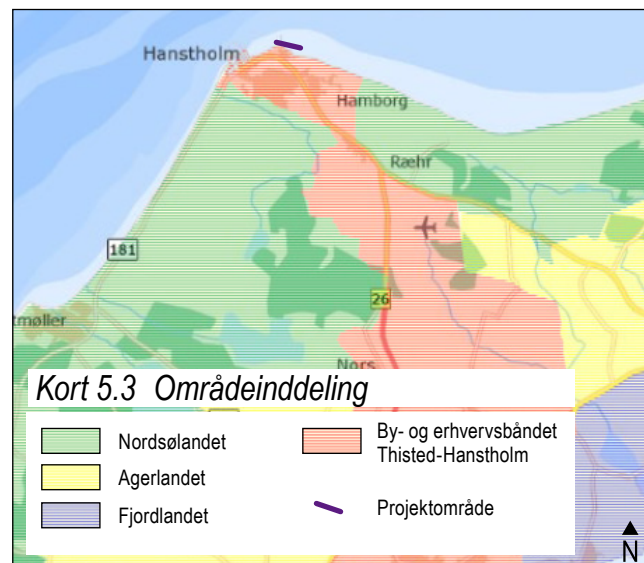 Hanstholm
Hamborg
Ræhr
181
26
tmøller
Nors
Kort 5.3 Områdeinddeling
Nordsølandet
Agerlandet
Fjordlandet
By- og erhvervsbåndet
Thisted-Hanstholm
Projektområde
N